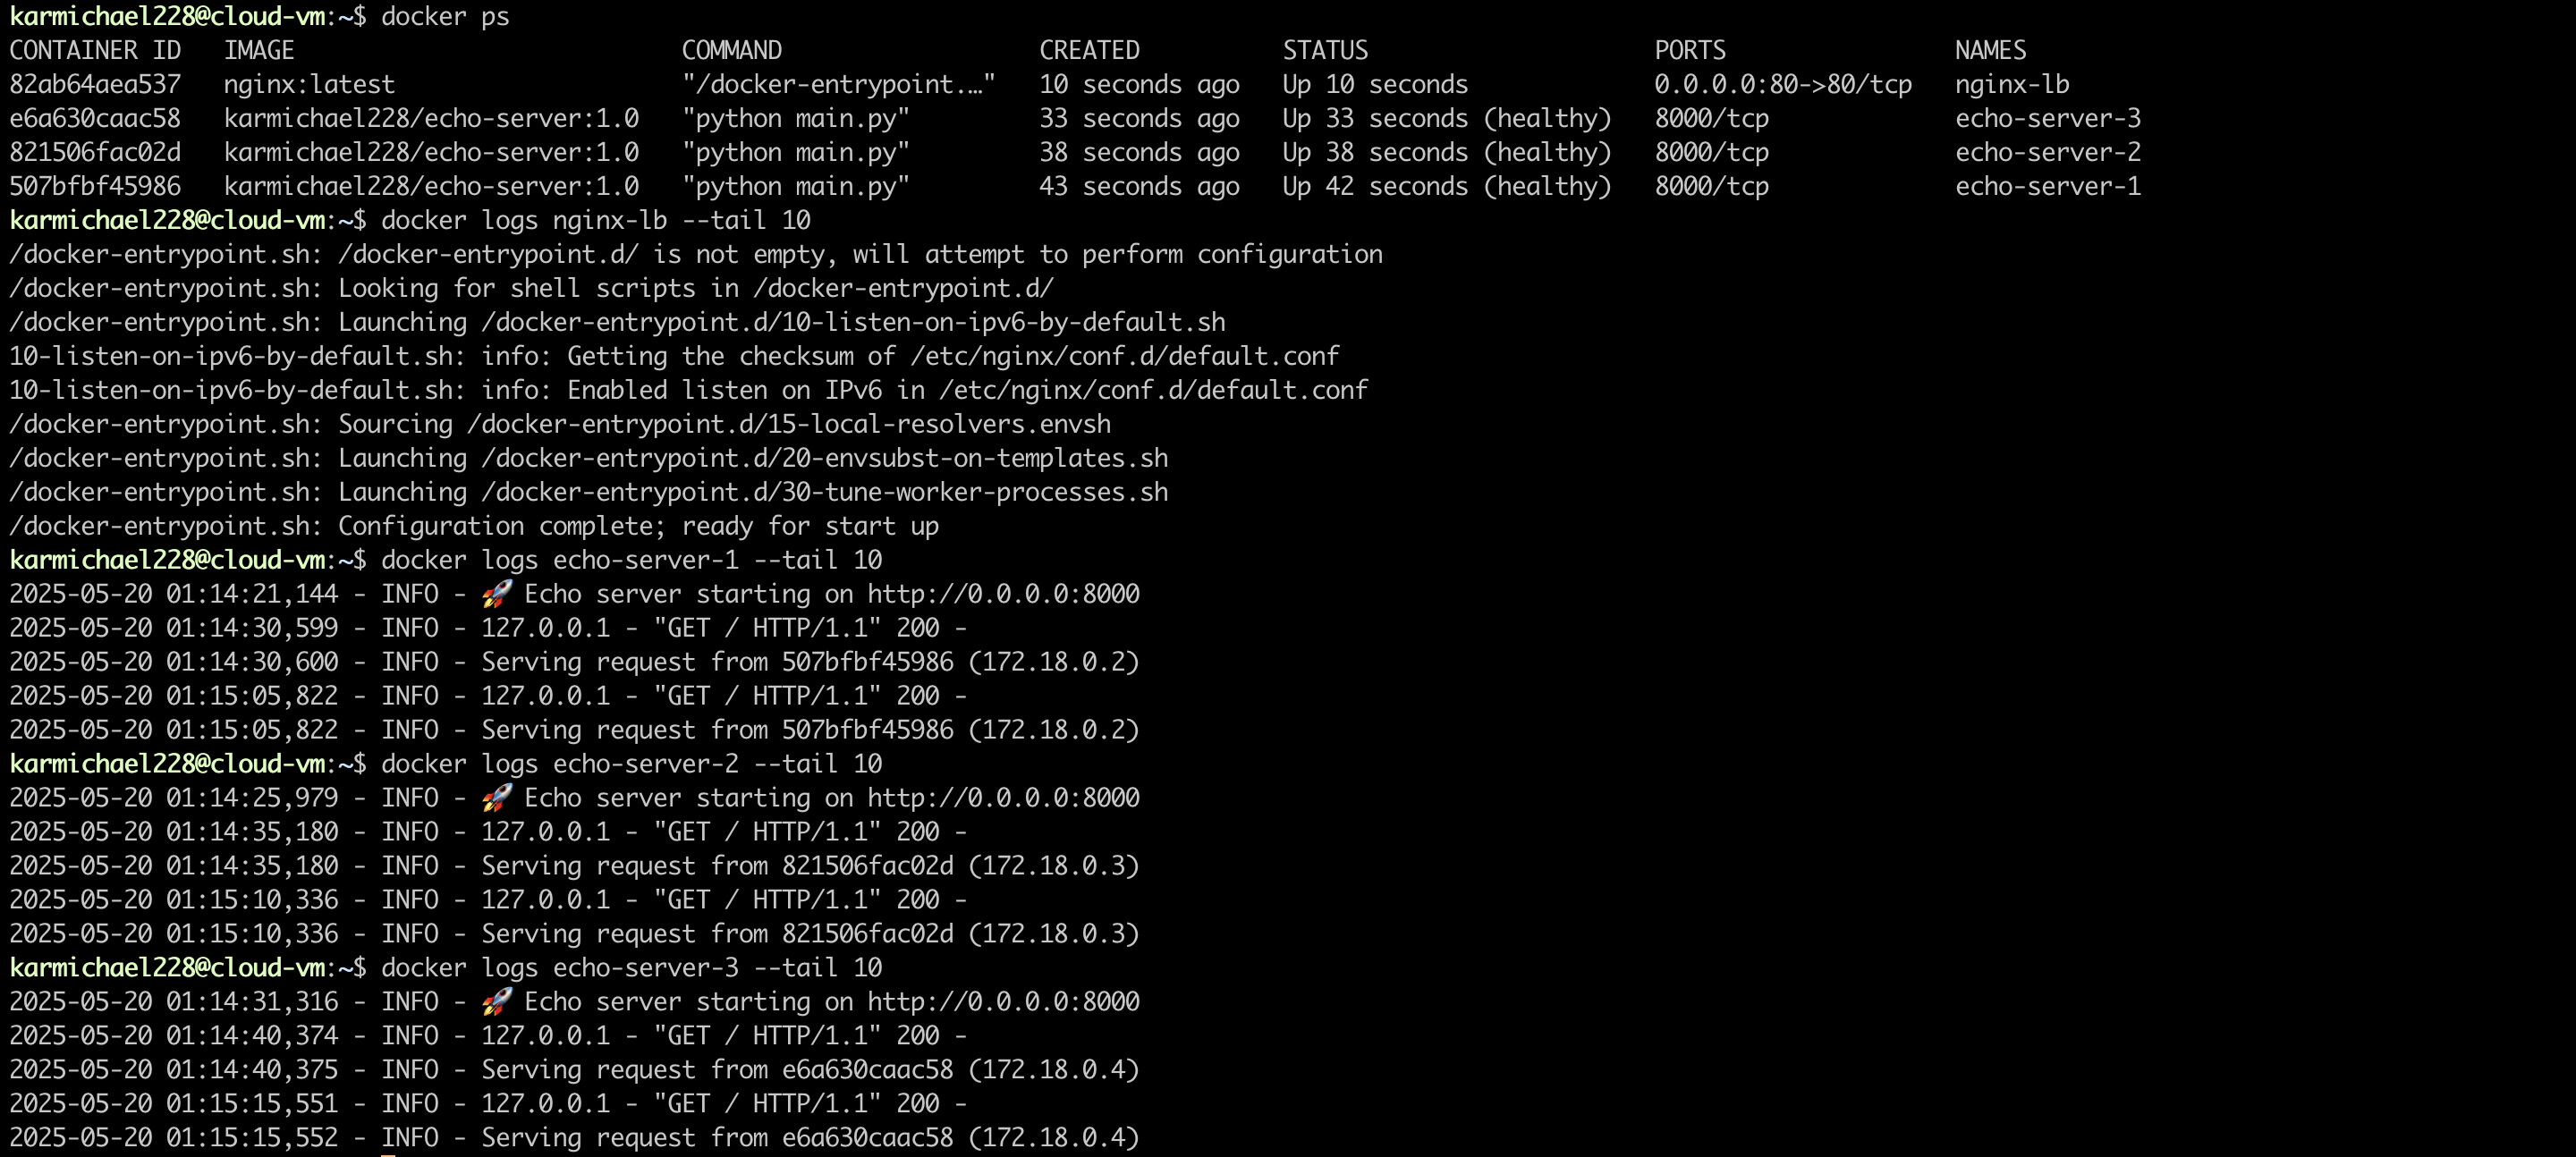 karmichael228@cloud-vm:~$ docker ps
CONTAINER ID   IMAGE                           COMMAND                  CREATED          STATUS                    PORTS                NAMES
82ab64aea537   nginx:latest                    "/docker-entrypoint.…"   10 seconds ago   Up 10 seconds             0.0.0.0:80->80/tcp   nginx-lb
e6a630caac58   karmichael228/echo-server:1.0   "python main.py"         33 seconds ago   Up 33 seconds (healthy)   8000/tcp             echo-server-3
821506fac02d   karmichael228/echo-server:1.0   "python main.py"         38 seconds ago   Up 38 seconds (healthy)   8000/tcp             echo-server-2
507bfbf45986   karmichael228/echo-server:1.0   "python main.py"         43 seconds ago   Up 42 seconds (healthy)   8000/tcp             echo-server-1
karmichael228@cloud-vm:~$ docker logs nginx-lb --tail 10
/docker-entrypoint.sh: /docker-entrypoint.d/ is not empty, will attempt to perform configuration
/docker-entrypoint.sh: Looking for shell scripts in /docker-entrypoint.d/
/docker-entrypoint.sh: Launching /docker-entrypoint.d/10-listen-on-ipv6-by-default.sh
10-listen-on-ipv6-by-default.sh: info: Getting the checksum of /etc/nginx/conf.d/default.conf
10-listen-on-ipv6-by-default.sh: info: Enabled listen on IPv6 in /etc/nginx/conf.d/default.conf
/docker-entrypoint.sh: Sourcing /docker-entrypoint.d/15-local-resolvers.envsh
/docker-entrypoint.sh: Launching /docker-entrypoint.d/20-envsubst-on-templates.sh
/docker-entrypoint.sh: Launching /docker-entrypoint.d/30-tune-worker-processes.sh
/docker-entrypoint.sh: Configuration complete; ready for start up
karmichael228@cloud-vm:~$ docker logs echo-server-1 --tail 10
2025-05-20 01:14:21,144 - INFO - 🚀 Echo server starting on http://0.0.0.0:8000
2025-05-20 01:14:30,599 - INFO - 127.0.0.1 - "GET / HTTP/1.1" 200 -
2025-05-20 01:14:30,600 - INFO - Serving request from 507bfbf45986 (172.18.0.2)
2025-05-20 01:15:05,822 - INFO - 127.0.0.1 - "GET / HTTP/1.1" 200 -
2025-05-20 01:15:05,822 - INFO - Serving request from 507bfbf45986 (172.18.0.2)
karmichael228@cloud-vm:~$ docker logs echo-server-2 --tail 10
2025-05-20 01:14:25,979 - INFO - 🚀 Echo server starting on http://0.0.0.0:8000
2025-05-20 01:14:35,180 - INFO - 127.0.0.1 - "GET / HTTP/1.1" 200 -
2025-05-20 01:14:35,180 - INFO - Serving request from 821506fac02d (172.18.0.3)
2025-05-20 01:15:10,336 - INFO - 127.0.0.1 - "GET / HTTP/1.1" 200 -
2025-05-20 01:15:10,336 - INFO - Serving request from 821506fac02d (172.18.0.3)
karmichael228@cloud-vm:~$ docker logs echo-server-3 --tail 10
2025-05-20 01:14:31,316 - INFO - 🚀 Echo server starting on http://0.0.0.0:8000
2025-05-20 01:14:40,374 - INFO - 127.0.0.1 - "GET / HTTP/1.1" 200 -
2025-05-20 01:14:40,375 - INFO - Serving request from e6a630caac58 (172.18.0.4)
2025-05-20 01:15:15,551 - INFO - 127.0.0.1 - "GET / HTTP/1.1" 200 -
2025-05-20 01:15:15,552 - INFO - Serving request from e6a630caac58 (172.18.0.4)